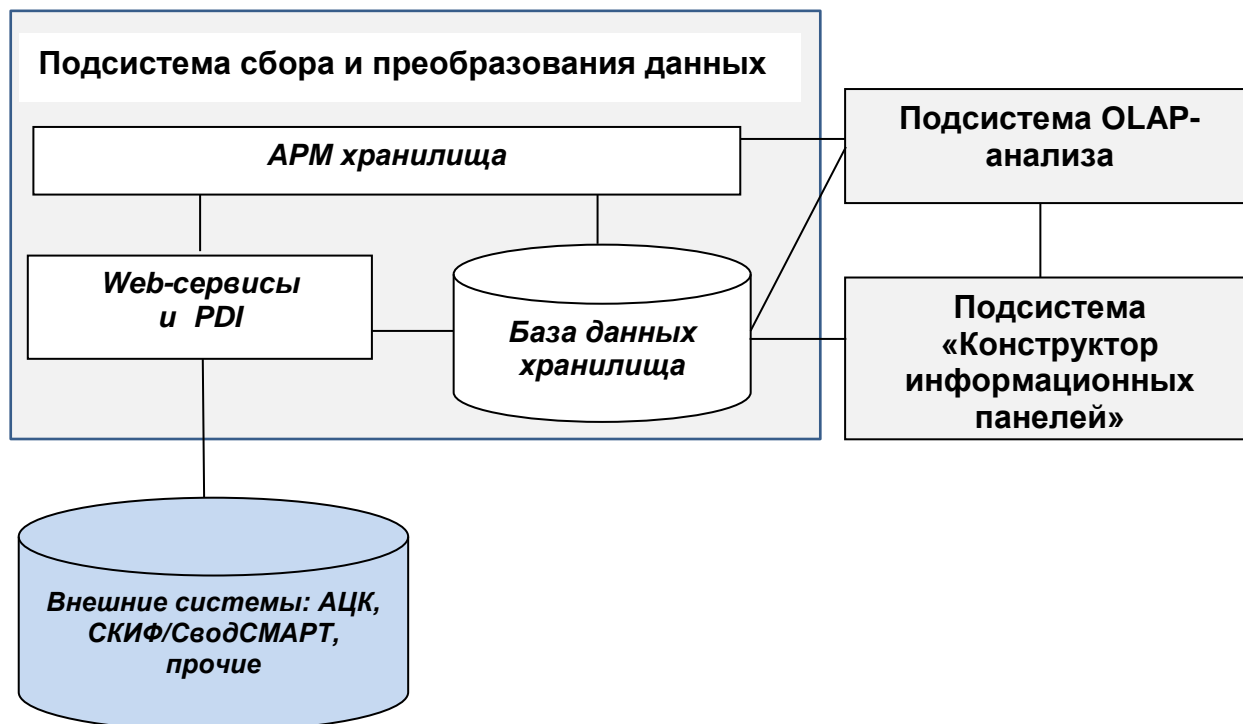 Подсистема сбора и преобразования данных
АРМ хранилища
Подсистема OLAP-
анализа
Web-сервисы
и PDI
База данных
хранилища
Подсистема
«Конструктор
информационных
панелей»
Внешние системы: АЦК,
СКИФ/СводСМАРТ,
прочие